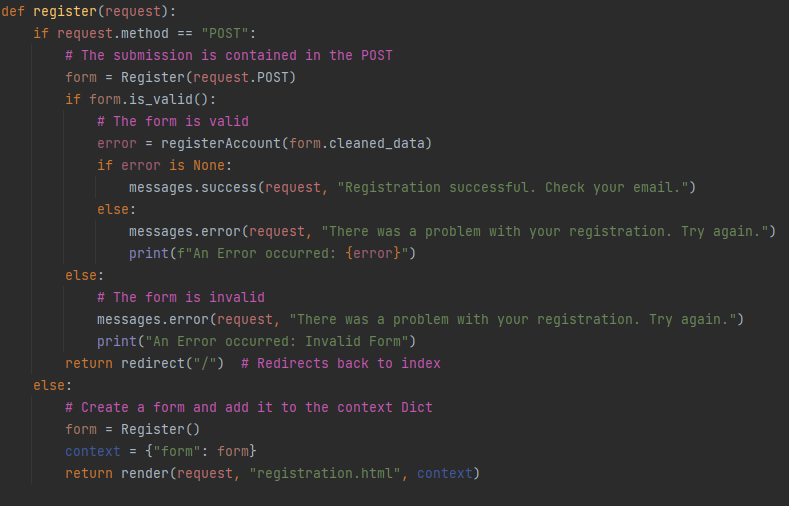 def register(request):
    if request.method == "POST":
        # The submission is contained in the POST
        form = Register(request.POST)
        if form.is_valid():
            # The form is valid
            error = registerAccount(form.cleaned_data)
            if error is None:
                messages.success(request, "Registration successful. Check your email.")
            else:
                messages.error(request, "There was a problem with your registration. Try again.")
                print(f"An Error occurred: {error}")
        else:
            # The form is invalid
            messages.error(request, "There was a problem with your registration. Try again.")
            print("An Error occurred: Invalid Form")
        return redirect("/")  # Redirects back to index
    else:
        # Create a form and add it to the context Dict
        form = Register()
        context = {"form": form}
        return render(request, "registration.html", context)